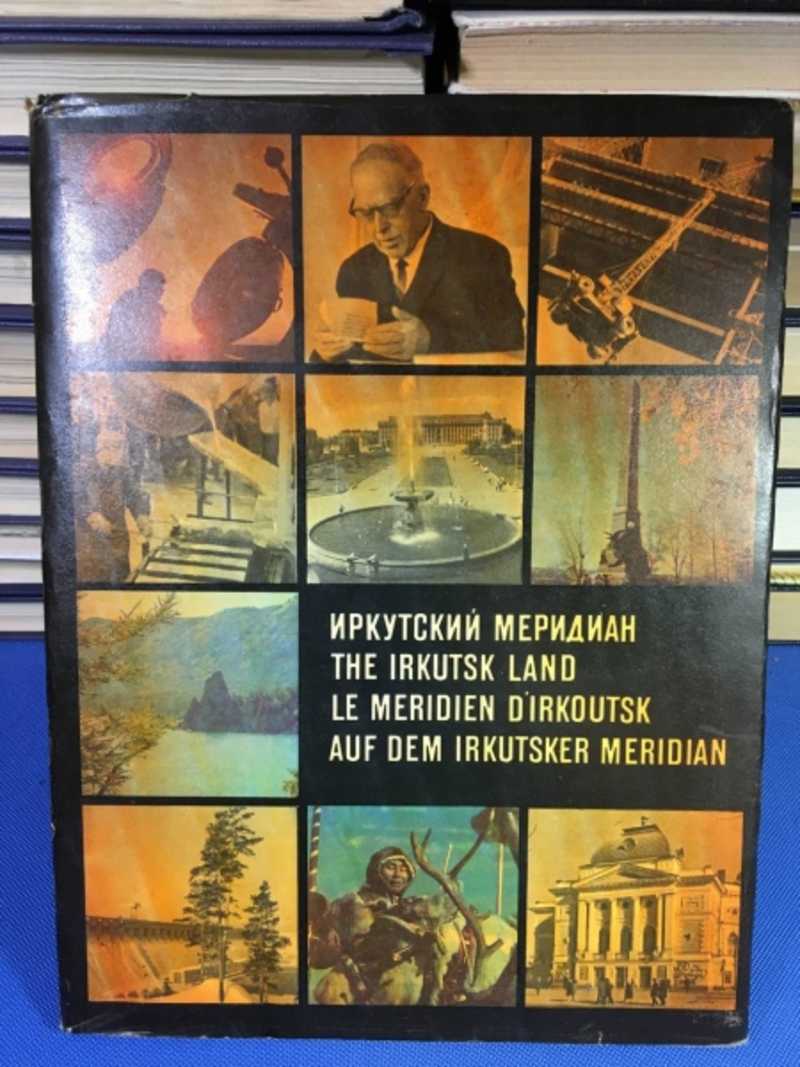 ИРКУТСКИЙ МЕРИДИАН
THE IRKUTSK LAND
LE MERIDIEN D'IRKOUTSK
AUF DEM IRKUTSKER MERIDIAN